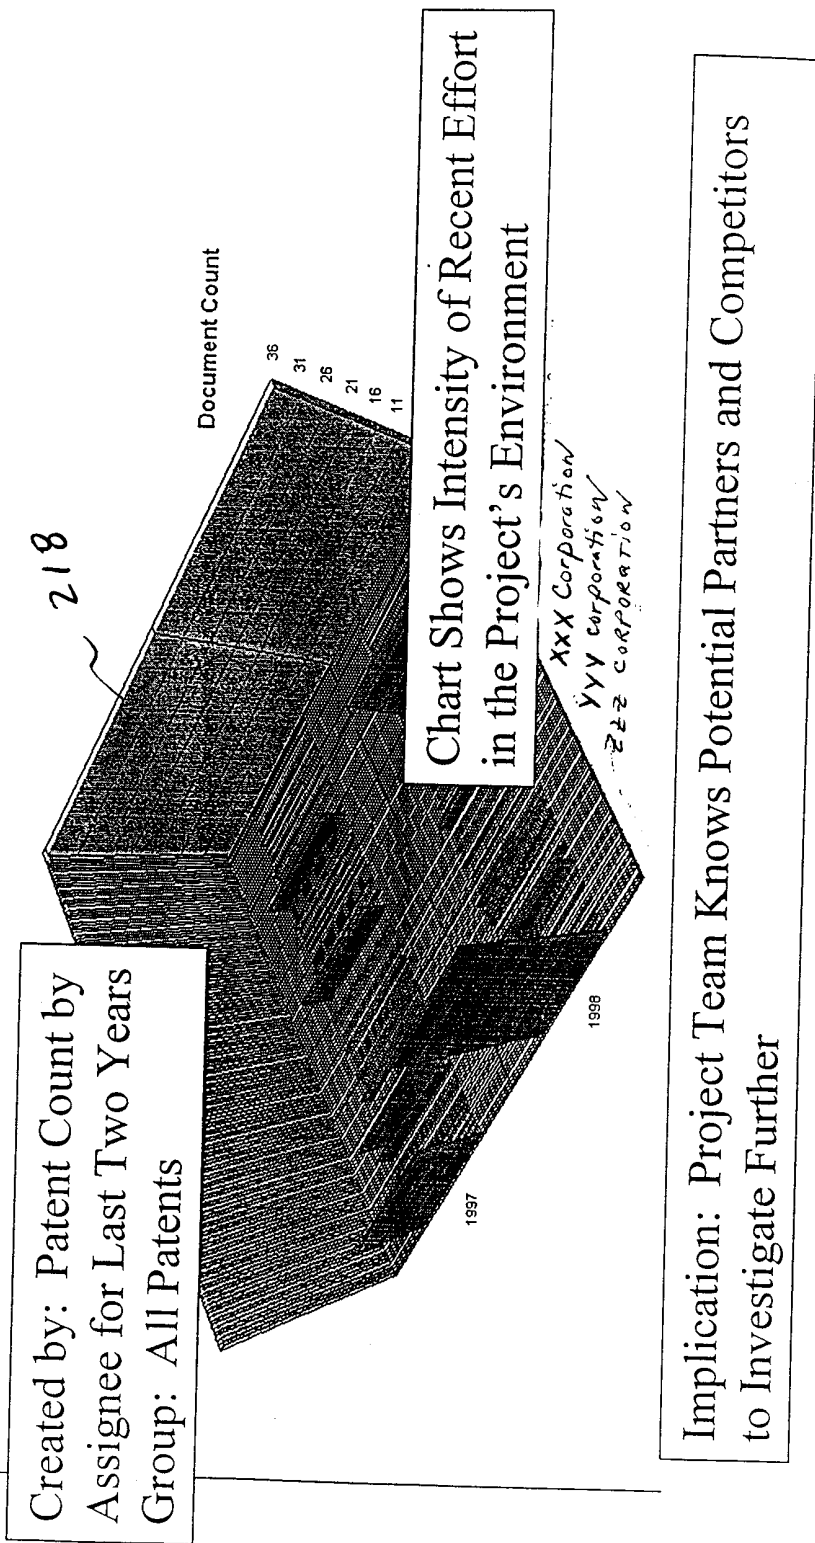 Created by: Patent Count by
Assignee for Last Two Years
Group: All Patents
218
Document Count
36
31
26
21
16
11
Chart Shows Intensity of Recent Effort
in the Project's Environment
XXX Corporation
YYY corporation
ZZZ CORPORATION
1997
1998
Implication: Project Team Knows Potential Partners and Competitors
to Investigate Further